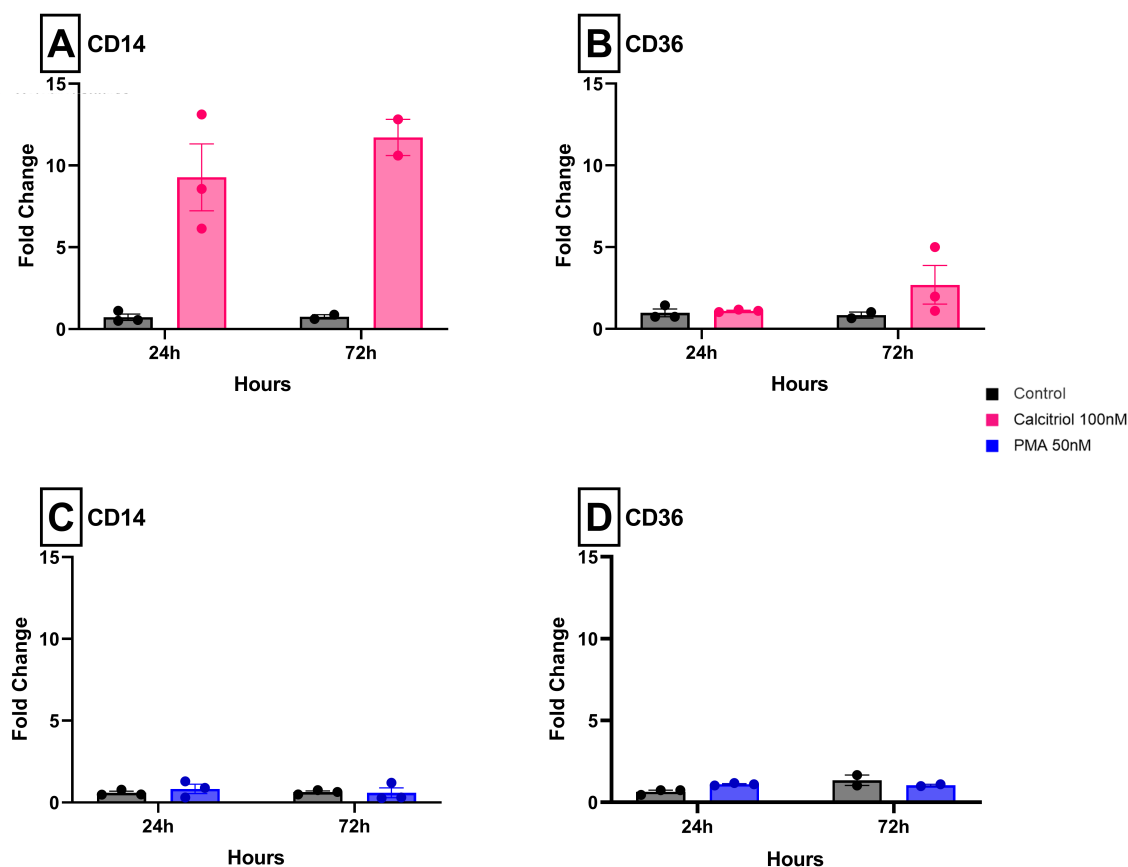 A CD14
15
10
5
0
Fold Change
24h 72h
Hours
B CD36
15
10
5
0
Fold Change
24h 72h
Hours
Control
Calcitriol 100nM
PMA 50nM
C CD14
15
10
5
0
Fold Change
24h 72h
Hours
D CD36
15
10
5
0
Fold Change
24h 72h
Hours